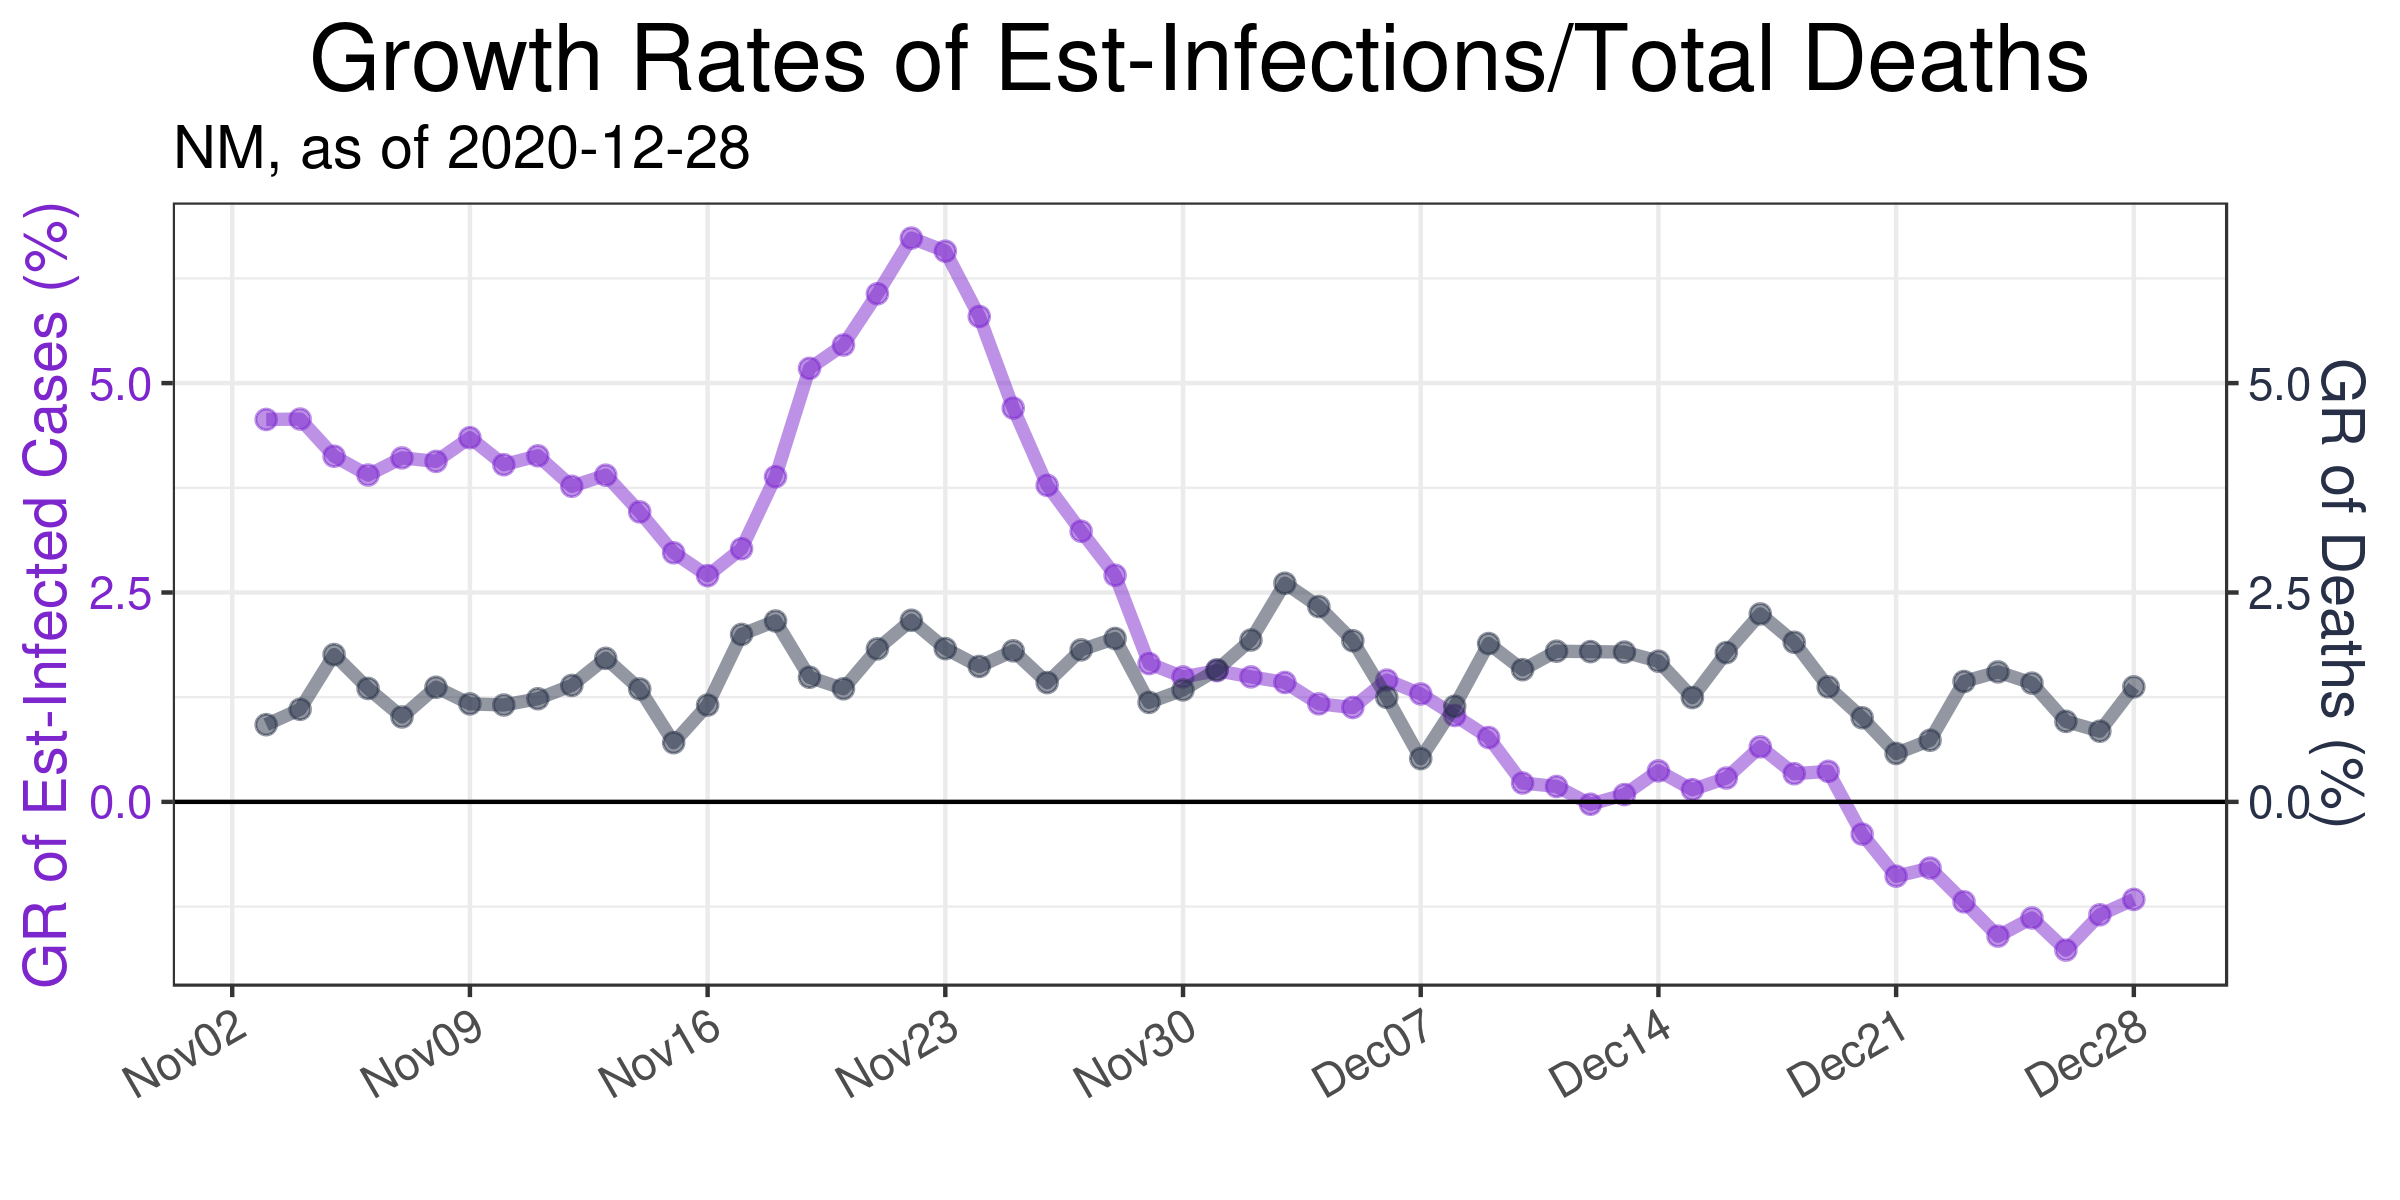 Growth Rates of Est-Infections/Total Deaths
NM, as of 2020-12-28
GR of Est-Infected Cases (%)
5.0
2.5
0.0
5.0
2.5
0.0
GR of Deaths (%)
Nov02
Nov09
Nov16
Nov23
Nov30
Dec07
Dec14
Dec21
Dec28